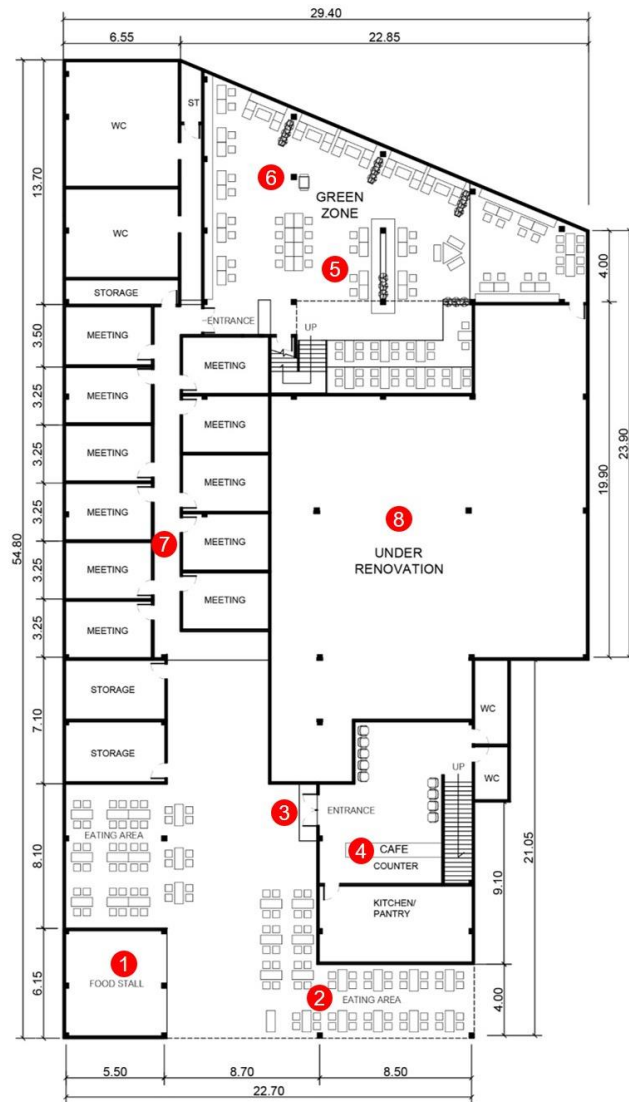 29.40
6.55
22.85
WC
ST
6
GREEN
ZONE
13.70
WC
4.00
5
STORAGE
ENTRANCE
UP
3.50
MEETING
MEETING
3.25
MEETING
MEETING
23.90
19.90
3.25
MEETING
MEETING
8
3.25
MEETING
MEETING
UNDER
RENOVATION
7
54.80
3.25
MEETING
MEETING
3.25
MEETING
STORAGE
WC
7.10
STORAGE
UP
WC
3
ENTRANCE
EATING AREA
8.10
4
CAFE
COUNTER
21.05
9.10
KITCHEN/
PANTRY
1
FOOD STALL
6.15
2
EATING AREA
4.00
5.50
8.70
8.50
22.70